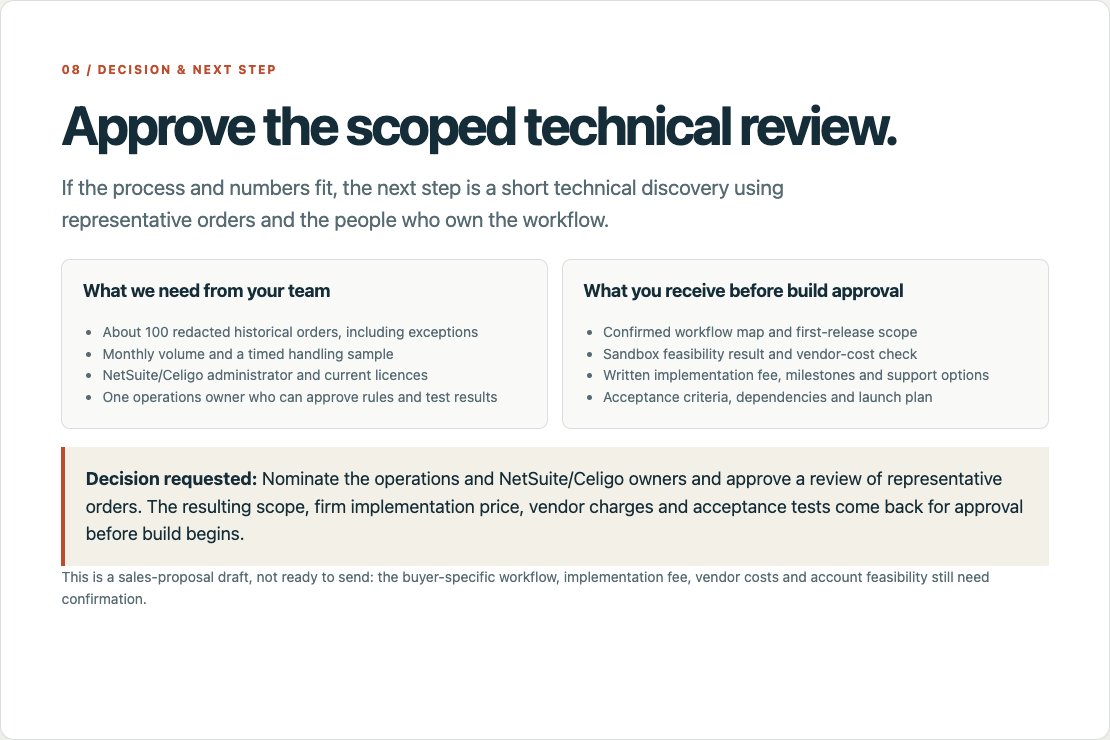 08 / DECISION & NEXT STEP
Approve the scoped technical review.
If the process and numbers fit, the next step is a short technical discovery using
representative orders and the people who own the workflow.
What we need from your team
• About 100 redacted historical orders, including exceptions
• Monthly volume and a timed handling sample
• NetSuite/Celigo administrator and current licences
• One operations owner who can approve rules and test results
What you receive before build approval
• Confirmed workflow map and first-release scope
• Sandbox feasibility result and vendor-cost check
• Written implementation fee, milestones and support options
• Acceptance criteria, dependencies and launch plan
Decision requested: Nominate the operations and NetSuite/Celigo owners and approve a review of representative
orders. The resulting scope, firm implementation price, vendor charges and acceptance tests come back for approval
before build begins.
This is a sales-proposal draft, not ready to send: the buyer-specific workflow, implementation fee, vendor costs and account feasibility still need
confirmation.